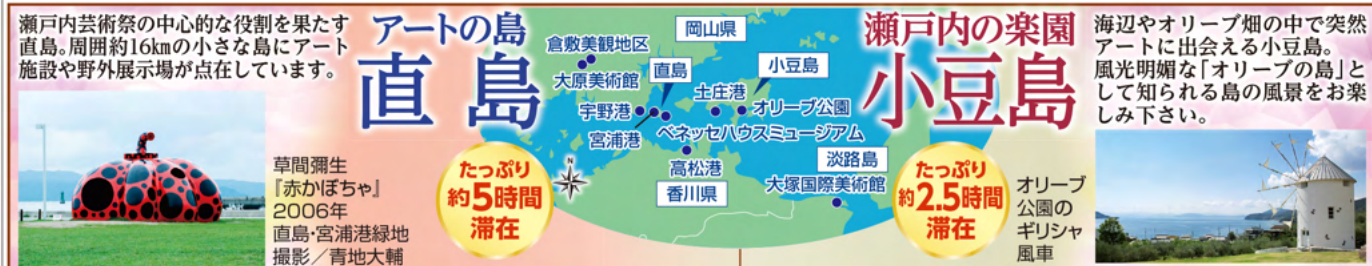 瀬戸内芸術祭の中心的な役割を果たす
直島。周囲約16㎞の小さな島にアート
施設や野外展示場が点在しています。
草間彌生
『赤かぼちゃ』
2006年
直島・宮浦港緑地
撮影／青地大輔
アートの島
直島
たっぷり
約5時間
滞在
岡山県
倉敷美観地区
大原美術館
直島
小豆島
土庄港
宇野港
オリーブ公園
宮浦港
ベネッセハウスミュージアム
高松港
淡路島
香川県
大塚国際美術館
N
瀬戸内の楽園
小豆島
たっぷり
約2.5時間
滞在
海辺やオリーブ畑の中で突然
アートに出会える小豆島。
風光明媚な「オリーブの島」と
して知られる島の風景をお楽
しみ下さい。
オリーブ
公園の
ギリシャ
風車